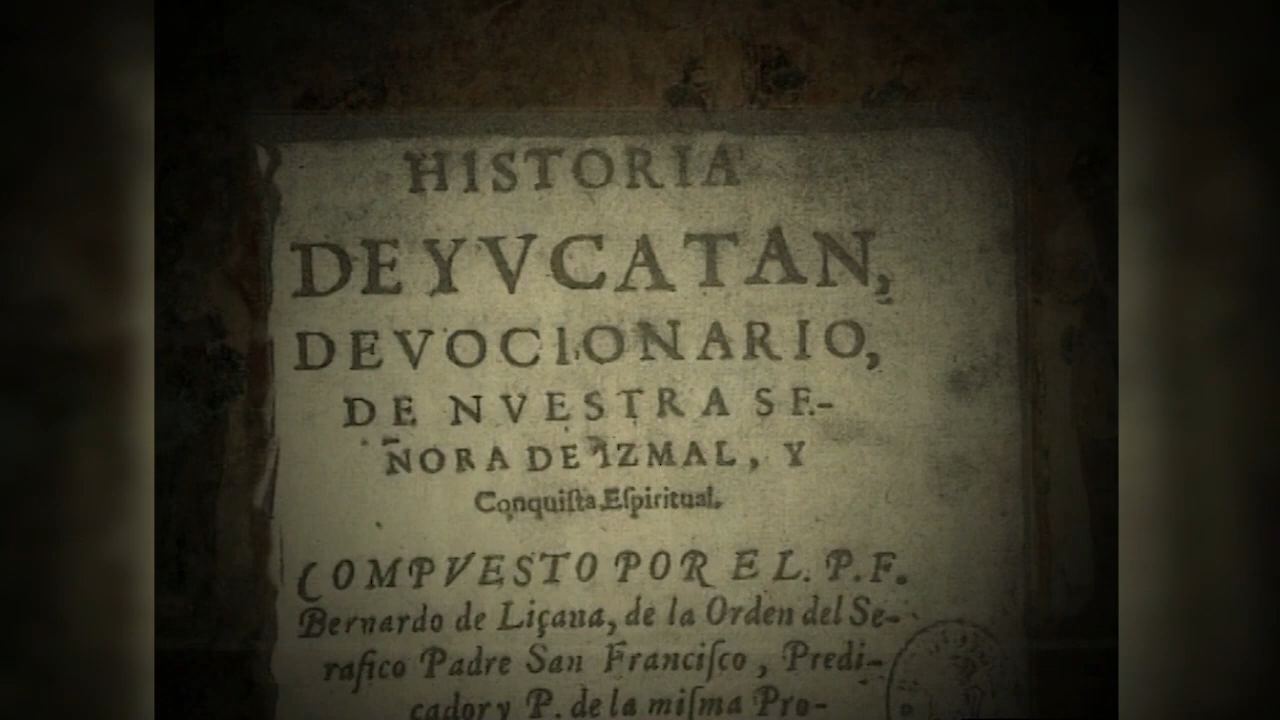 HISTORIA
DE YVCATAN,
DEVOCIONARIO,
DE NVESTRA SE-
ÑORA DE IZMAL, Y
Conquiſta Eſpiritual.
COMPVESTO POR EL. P. F.
Bernardo de Liçana, de la Orden del Se-
rafico Padre San Franciſco, Predi-
cador y P. de la miſma Pro-